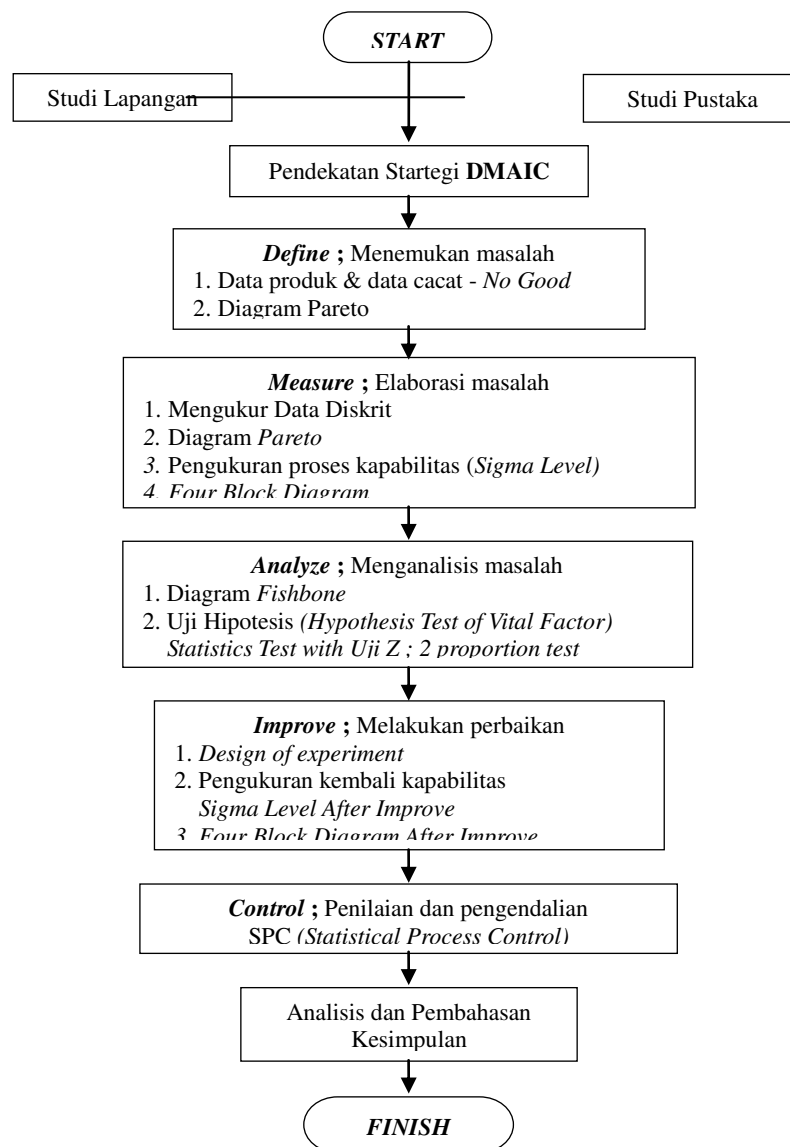 START
Studi Lapangan
Studi Pustaka
Pendekatan Startegi DMAIC
Define ; Menemukan masalah
1. Data produk & data cacat - No Good
2. Diagram Pareto
Measure ; Elaborasi masalah
1. Mengukur Data Diskrit
2. Diagram Pareto
3. Pengukuran proses kapabilitas (Sigma Level)
4. Four Block Diagram
Analyze ; Menganalisis masalah
1. Diagram Fishbone
2. Uji Hipotesis (Hypothesis Test of Vital Factor)
Statistics Test with Uji Z ; 2 proportion test
Improve ; Melakukan perbaikan
1. Design of experiment
2. Pengukuran kembali kapabilitas
Sigma Level After Improve
3. Four Block Diagram After Improve
Control ; Penilaian dan pengendalian
SPC (Statistical Process Control)
Analisis dan Pembahasan
Kesimpulan
FINISH